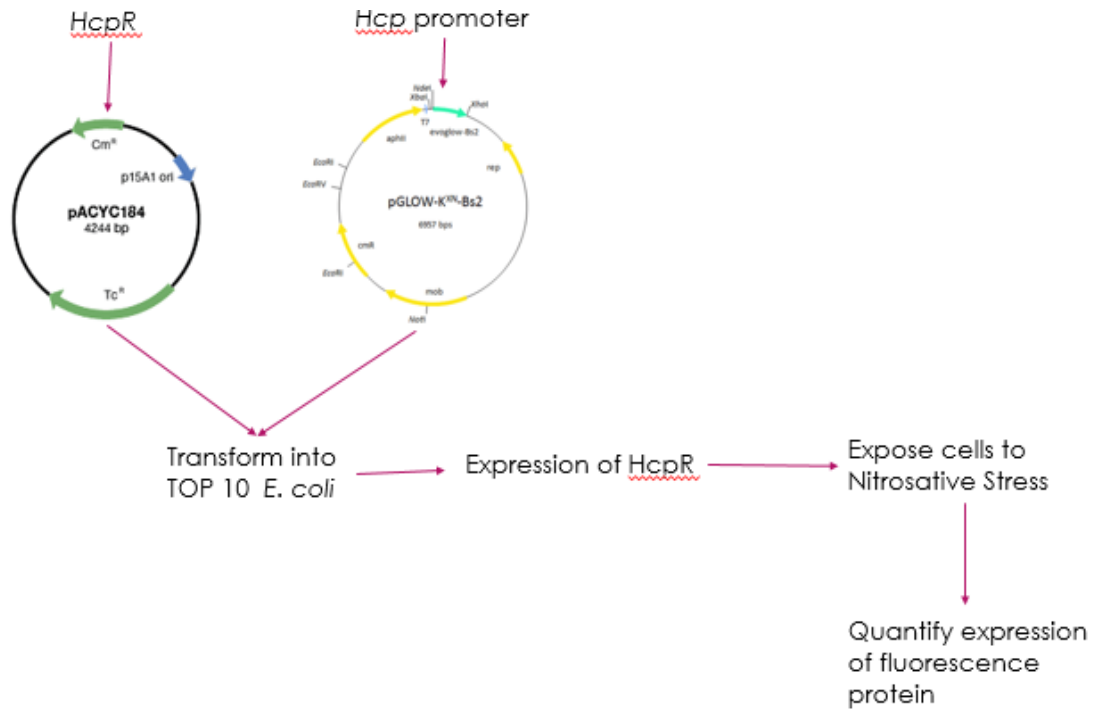 HcpR
Hcp promoter
CmR
p15A1 ori
pACYC184
4244 bp
TcR
NdeI
XbaI
XhoI
T7
evoglow-Bs2
aphII
rep
EcoRI
EcoRV
pGLOW-KXN-Bs2
6957 bps
cmR
EcoRI
mob
NotI
Transform into
TOP 10 E. coli
Expression of HcpR
Expose cells to
Nitrosative Stress
Quantify expression
of fluorescence
protein